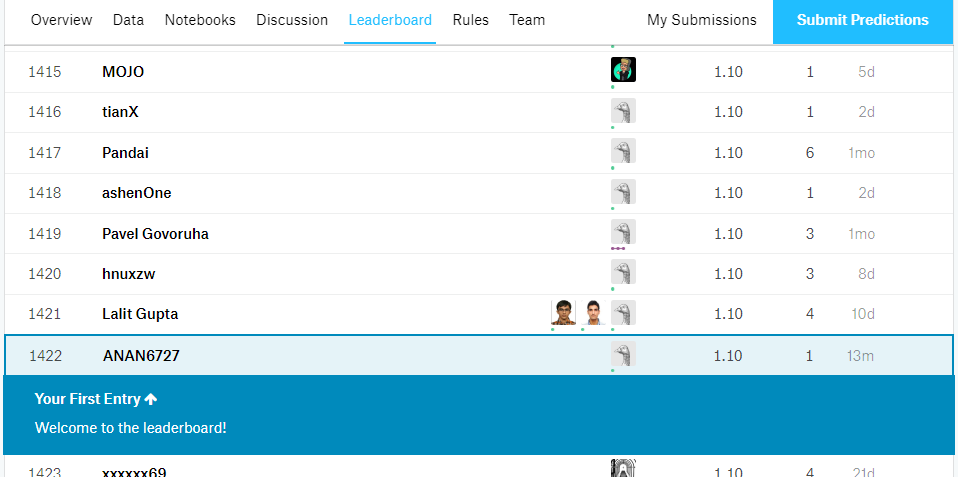 Overview Data Notebooks Discussion Leaderboard Rules Team My Submissions Submit Predictions
1415 MOJO 1.10 1 5d
1416 tianX 1.10 1 2d
1417 Pandai 1.10 6 1mo
1418 ashenOne 1.10 1 2d
1419 Pavel Govoruha 1.10 3 1mo
1420 hnuxzw 1.10 3 8d
1421 Lalit Gupta 1.10 4 10d
1422 ANAN6727 1.10 1 13m
Your First Entry
Welcome to the leaderboard!
1423 xxxxxx69 1.10 4 21d